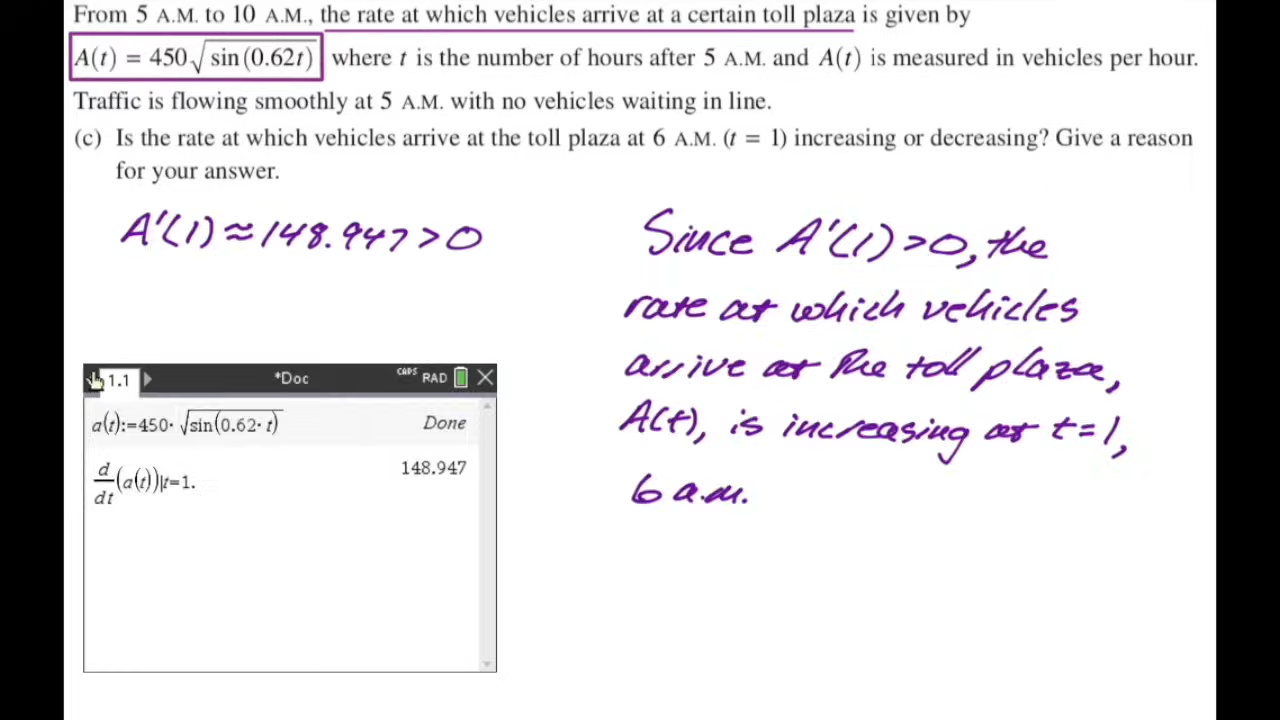 From 5 A.M. to 10 A.M., the rate at which vehicles arrive at a certain toll plaza is given by
A(t) = 450√sin(0.62t) where t is the number of hours after 5 A.M. and A(t) is measured in vehicles per hour.
Traffic is flowing smoothly at 5 A.M. with no vehicles waiting in line.
(c) Is the rate at which vehicles arrive at the toll plaza at 6 A.M. (t = 1) increasing or decreasing? Give a reason
for your answer.
A'(1) ≈ 148.947 > 0
Since A'(1) > 0, the
rate at which vehicles
arrive at the toll plaza,
A(t), is increasing at t = 1,
6 a.m.
1.1 *Doc CAPS RAD
a(t):=450·√sin(0.62·t) Done
d/dt(a(t))|t=1. 148.947